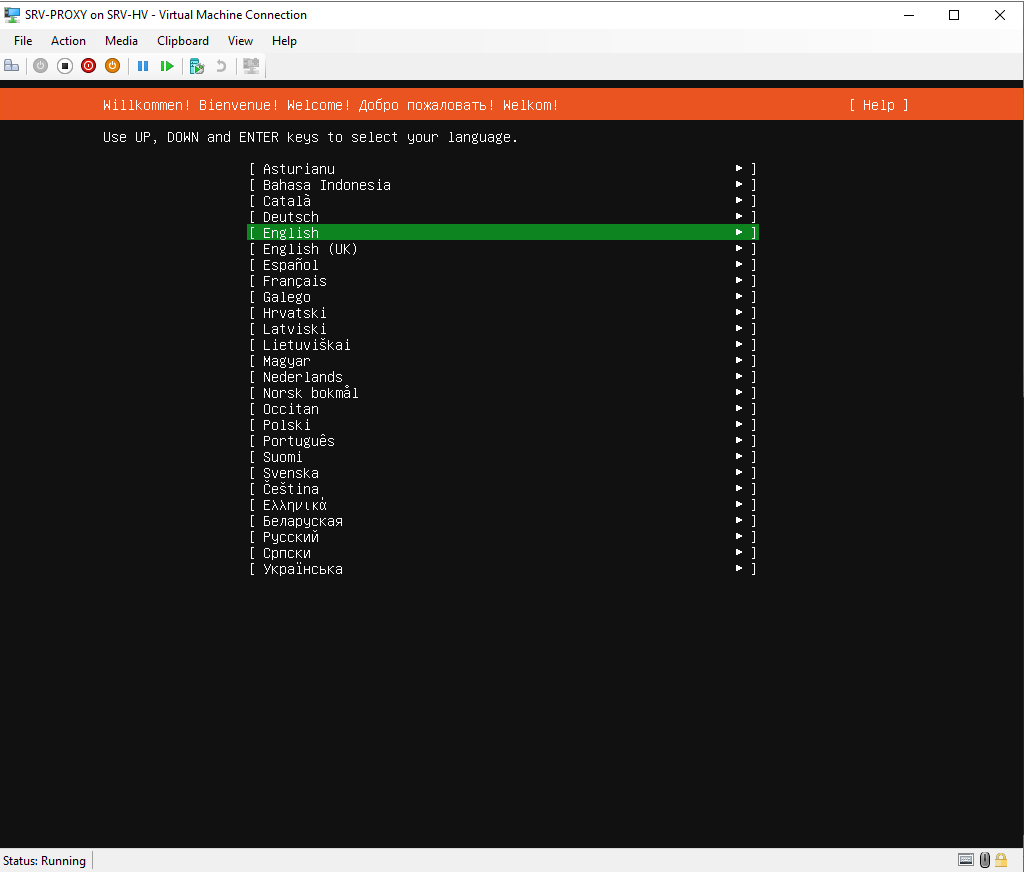 SRV-PROXY on SRV-HV - Virtual Machine Connection
File Action Media Clipboard View Help
Willkommen! Bienvenue! Welcome! Добро пожаловать! Welkom! [ Help ]
Use UP, DOWN and ENTER keys to select your language.
[ Asturianu ► ]
[ Bahasa Indonesia ► ]
[ Català ► ]
[ Deutsch ► ]
[ English ► ]
[ English (UK) ► ]
[ Español ► ]
[ Français ► ]
[ Galego ► ]
[ Hrvatski ► ]
[ Latviski ► ]
[ Lietuviškai ► ]
[ Magyar ► ]
[ Nederlands ► ]
[ Norsk bokmål ► ]
[ Occitan ► ]
[ Polski ► ]
[ Português ► ]
[ Suomi ► ]
[ Svenska ► ]
[ Čeština ► ]
[ Ελληνικά ► ]
[ Беларуская ► ]
[ Русский ► ]
[ Српски ► ]
[ Українська ► ]
Status: Running